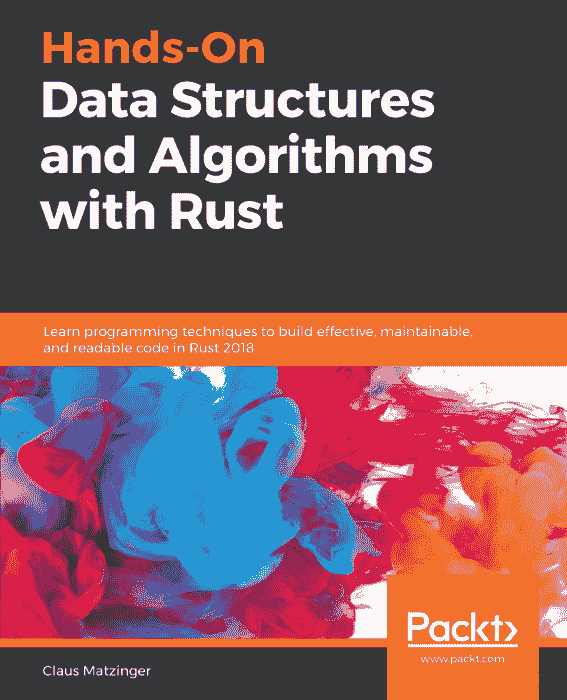 Hands-On
Data Structures
and Algorithms
with Rust
Learn programming techniques to build effective, maintainable,
and readable code in Rust 2018
Packt>
www.packt.com
Claus Matzinger